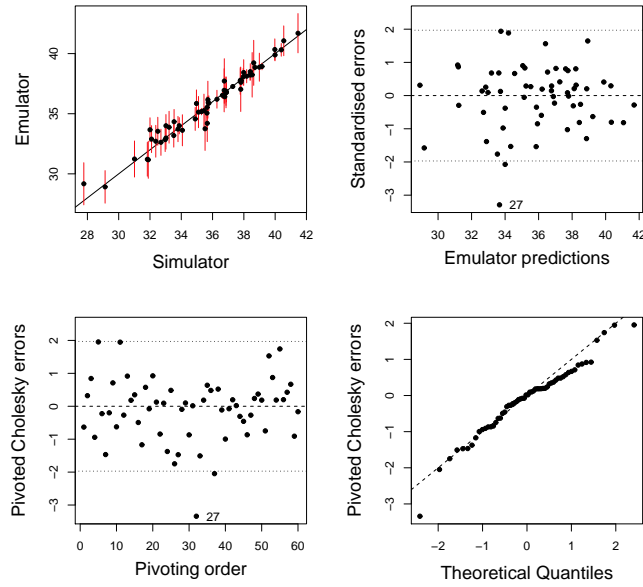 40
35
30
Emulator
28 30 32 34 36 38 40 42
Simulator
2
1
0
-1
-2
-3
Standardised errors
27
30 32 34 36 38 40 42
Emulator predictions
2
1
0
-1
-2
-3
Pivoted Cholesky errors
27
0 10 20 30 40 50 60
Pivoting order
2
1
0
-1
-2
-3
Pivoted Cholesky errors
−2 −1 0 1 2
Theoretical Quantiles